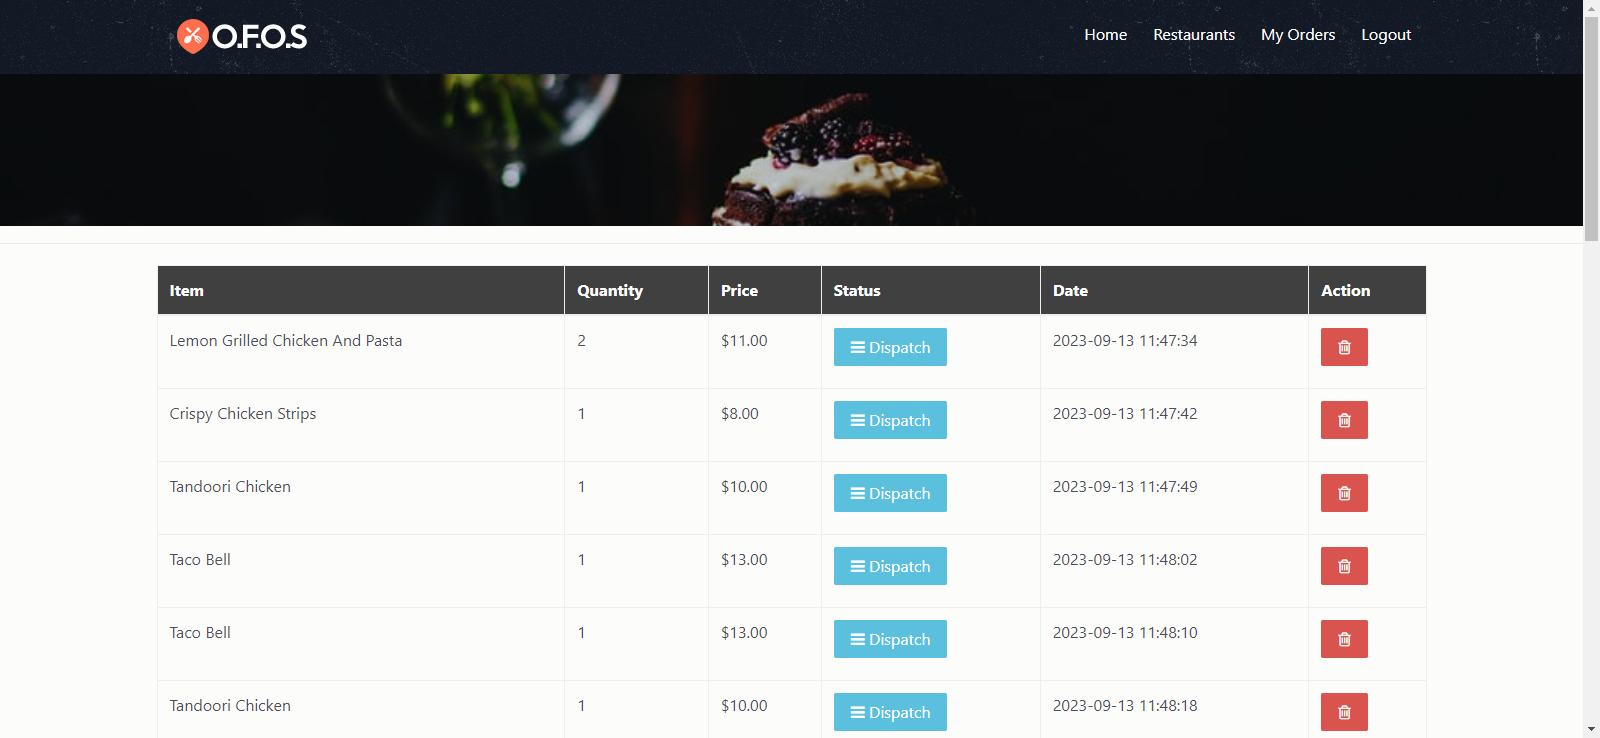 O.F.O.S Home Restaurants My Orders Logout
Item Quantity Price Status Date Action
Lemon Grilled Chicken And Pasta 2 $11.00 Dispatch 2023-09-13 11:47:34
Crispy Chicken Strips 1 $8.00 Dispatch 2023-09-13 11:47:42
Tandoori Chicken 1 $10.00 Dispatch 2023-09-13 11:47:49
Taco Bell 1 $13.00 Dispatch 2023-09-13 11:48:02
Taco Bell 1 $13.00 Dispatch 2023-09-13 11:48:10
Tandoori Chicken 1 $10.00 Dispatch 2023-09-13 11:48:18